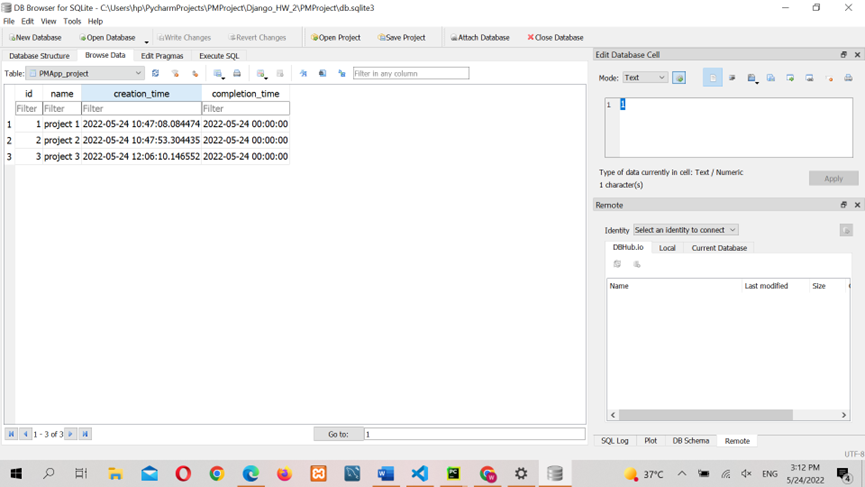 DB Browser for SQLite - C:\Users\hp\PycharmProjects\PMProject\Django_HW_2\PMProject\db.sqlite3
File Edit View Tools Help
New Database Open Database Write Changes Revert Changes Open Project Save Project Attach Database Close Database
Database Structure Browse Data Edit Pragmas Execute SQL
Table: PMApp_project Filter in any column
id name creation_time completion_time
Filter Filter Filter Filter
1 1 project 1 2022-05-24 10:47:08.084474 2022-05-24 00:00:00
2 2 project 2 2022-05-24 10:47:53.304435 2022-05-24 00:00:00
3 3 project 3 2022-05-24 12:06:10.146552 2022-05-24 00:00:00
1 - 3 of 3 Go to: 1
Edit Database Cell
Mode: Text
1 1
Type of data currently in cell: Text / Numeric
1 character(s)
Apply
Remote
Identity Select an identity to connect
DBHub.io Local Current Database
Name Last modified Size
SQL Log Plot DB Schema Remote
UTF-8
37°C ENG 3:12 PM
5/24/2022 4